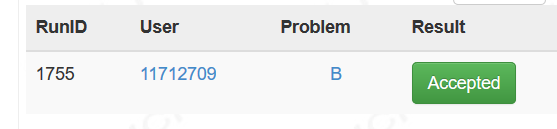 RunID User Problem Result
1755 11712709 B Accepted